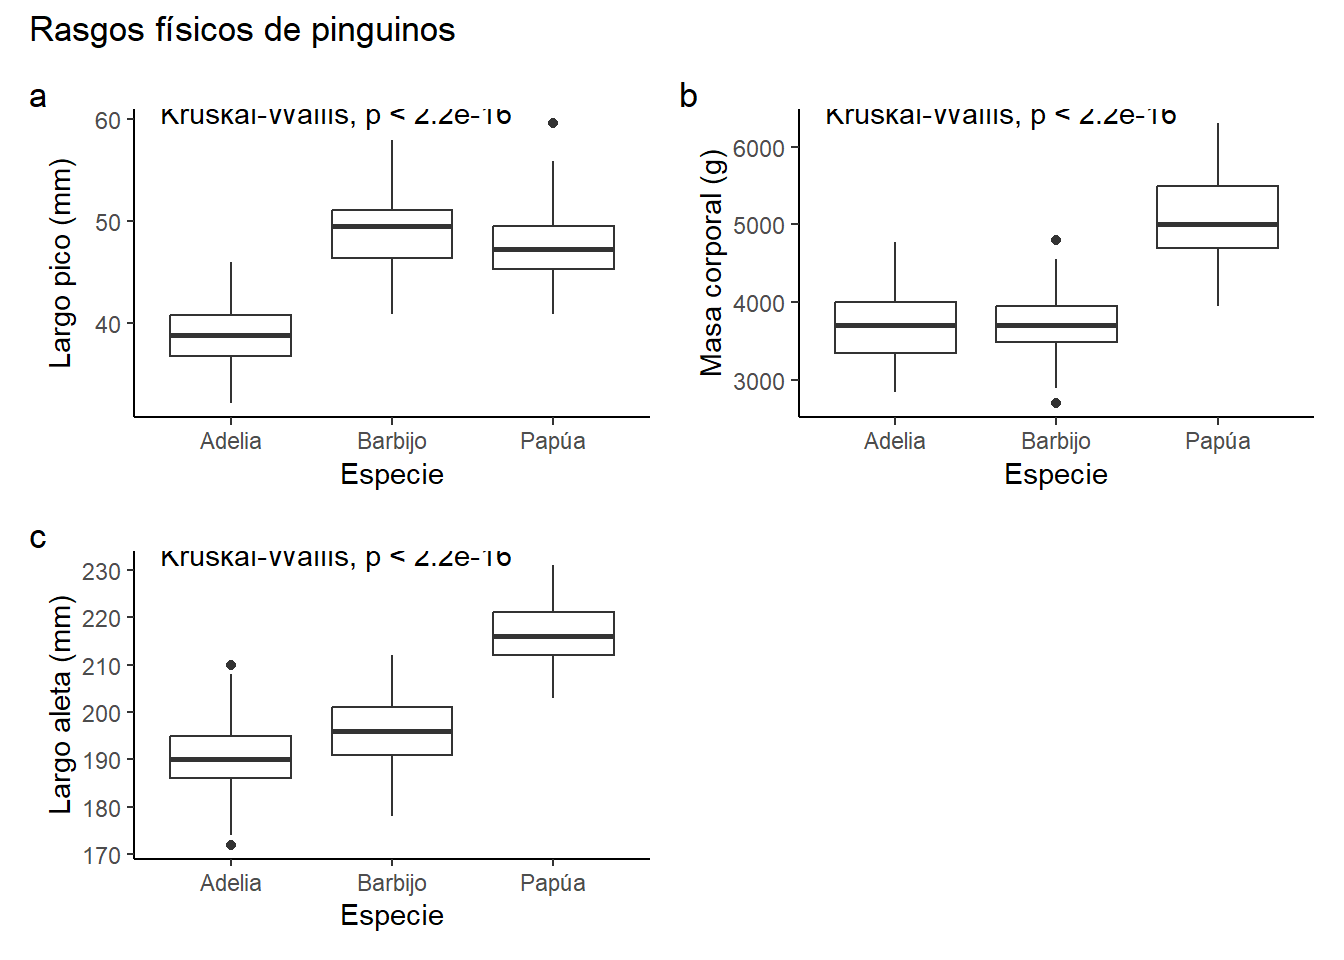 Rasgos físicos de pinguinos
a
Kruskal-Wallis, p < 2.2e-16
60
50
40
Largo pico (mm)
Adelia Barbijo Papúa
Especie
b
Kruskal-Wallis, p < 2.2e-16
6000
5000
4000
3000
Masa corporal (g)
Adelia Barbijo Papúa
Especie
c
Kruskal-Wallis, p < 2.2e-16
230
220
210
200
190
180
170
Largo aleta (mm)
Adelia Barbijo Papúa
Especie